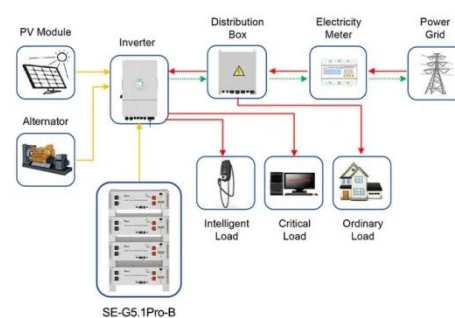 PV Module
Inverter
Distribution
Box
Electricity
Meter
Power
Grid
Alternator
Intelligent
Load
Critical
Load
Ordinary
Load
SE-G5.1Pro-B